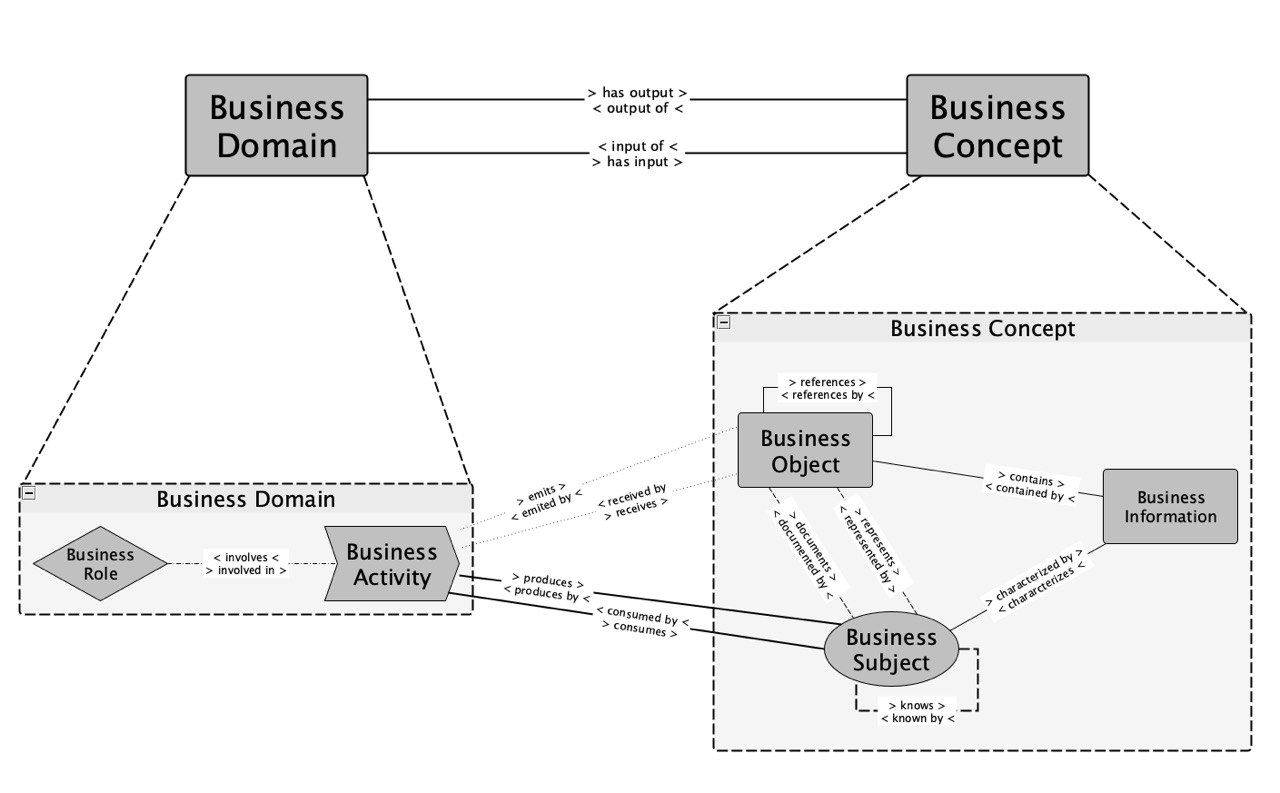 Business
Domain
> has output >
< output of <
< input of <
> has input >
Business
Concept
Business Concept
> references >
< references by <
Business
Object
> contains >
< contained by <
Business
Information
> documents >
< documented by <
> represents >
< represented by >
> characterized by >
< chararcterizes <
Business
Subject
> knows >
< known by <
Business Domain
Business
Role
< involves <
> involved in >
Business
Activity
> emits >
< emited by <
< received by
> receives >
> produces >
< produces by <
< consumed by <
> consumes >